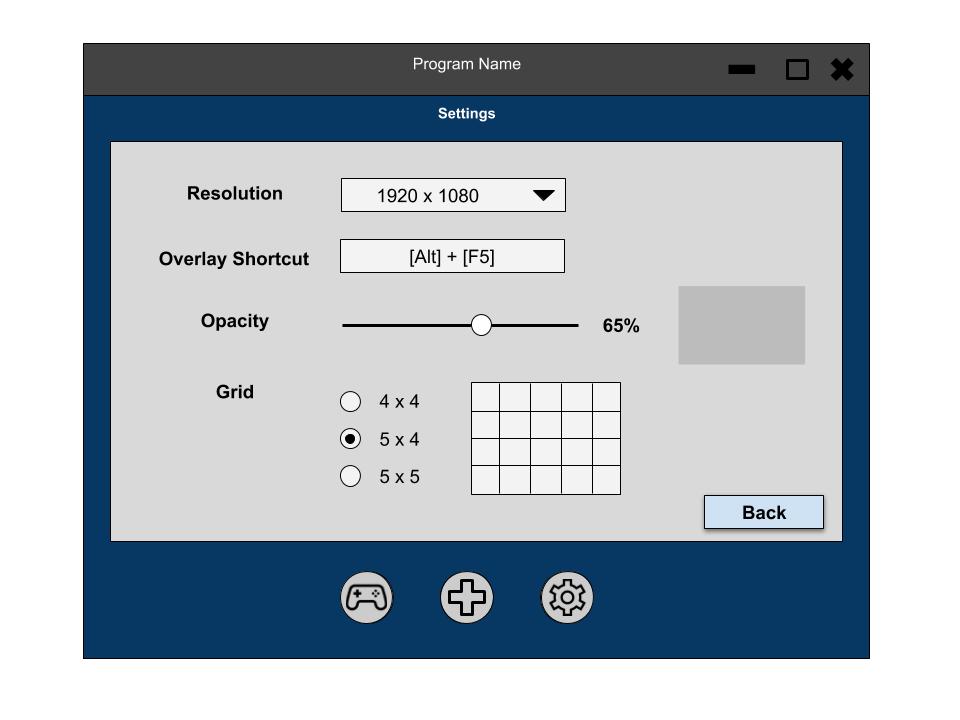 Program Name
Settings
Resolution
1920 x 1080
Overlay Shortcut
[Alt] + [F5]
Opacity
65%
Grid
4 x 4
5 x 4
5 x 5
Back